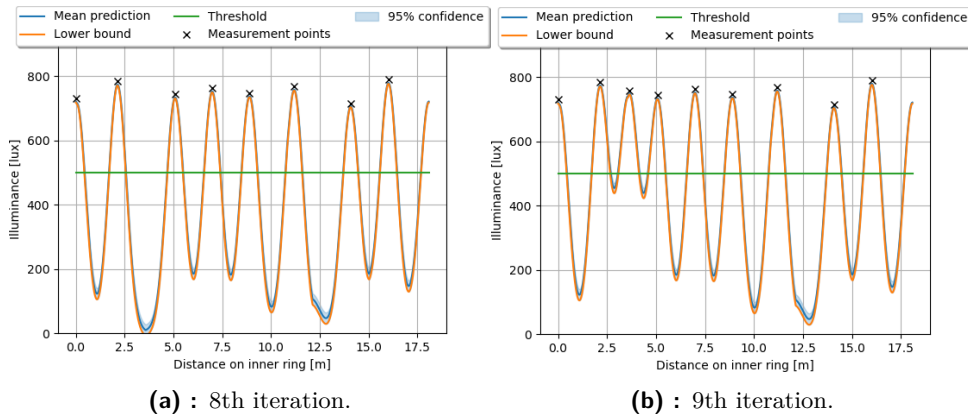 Mean prediction
Lower bound
Threshold
Measurement points
95% confidence
Illuminance [lux]
800
600
400
200
0
0.0 2.5 5.0 7.5 10.0 12.5 15.0 17.5
Distance on inner ring [m]
(a) : 8th iteration.
Mean prediction
Lower bound
Threshold
Measurement points
95% confidence
Illuminance [lux]
800
600
400
200
0
0.0 2.5 5.0 7.5 10.0 12.5 15.0 17.5
Distance on inner ring [m]
(b) : 9th iteration.